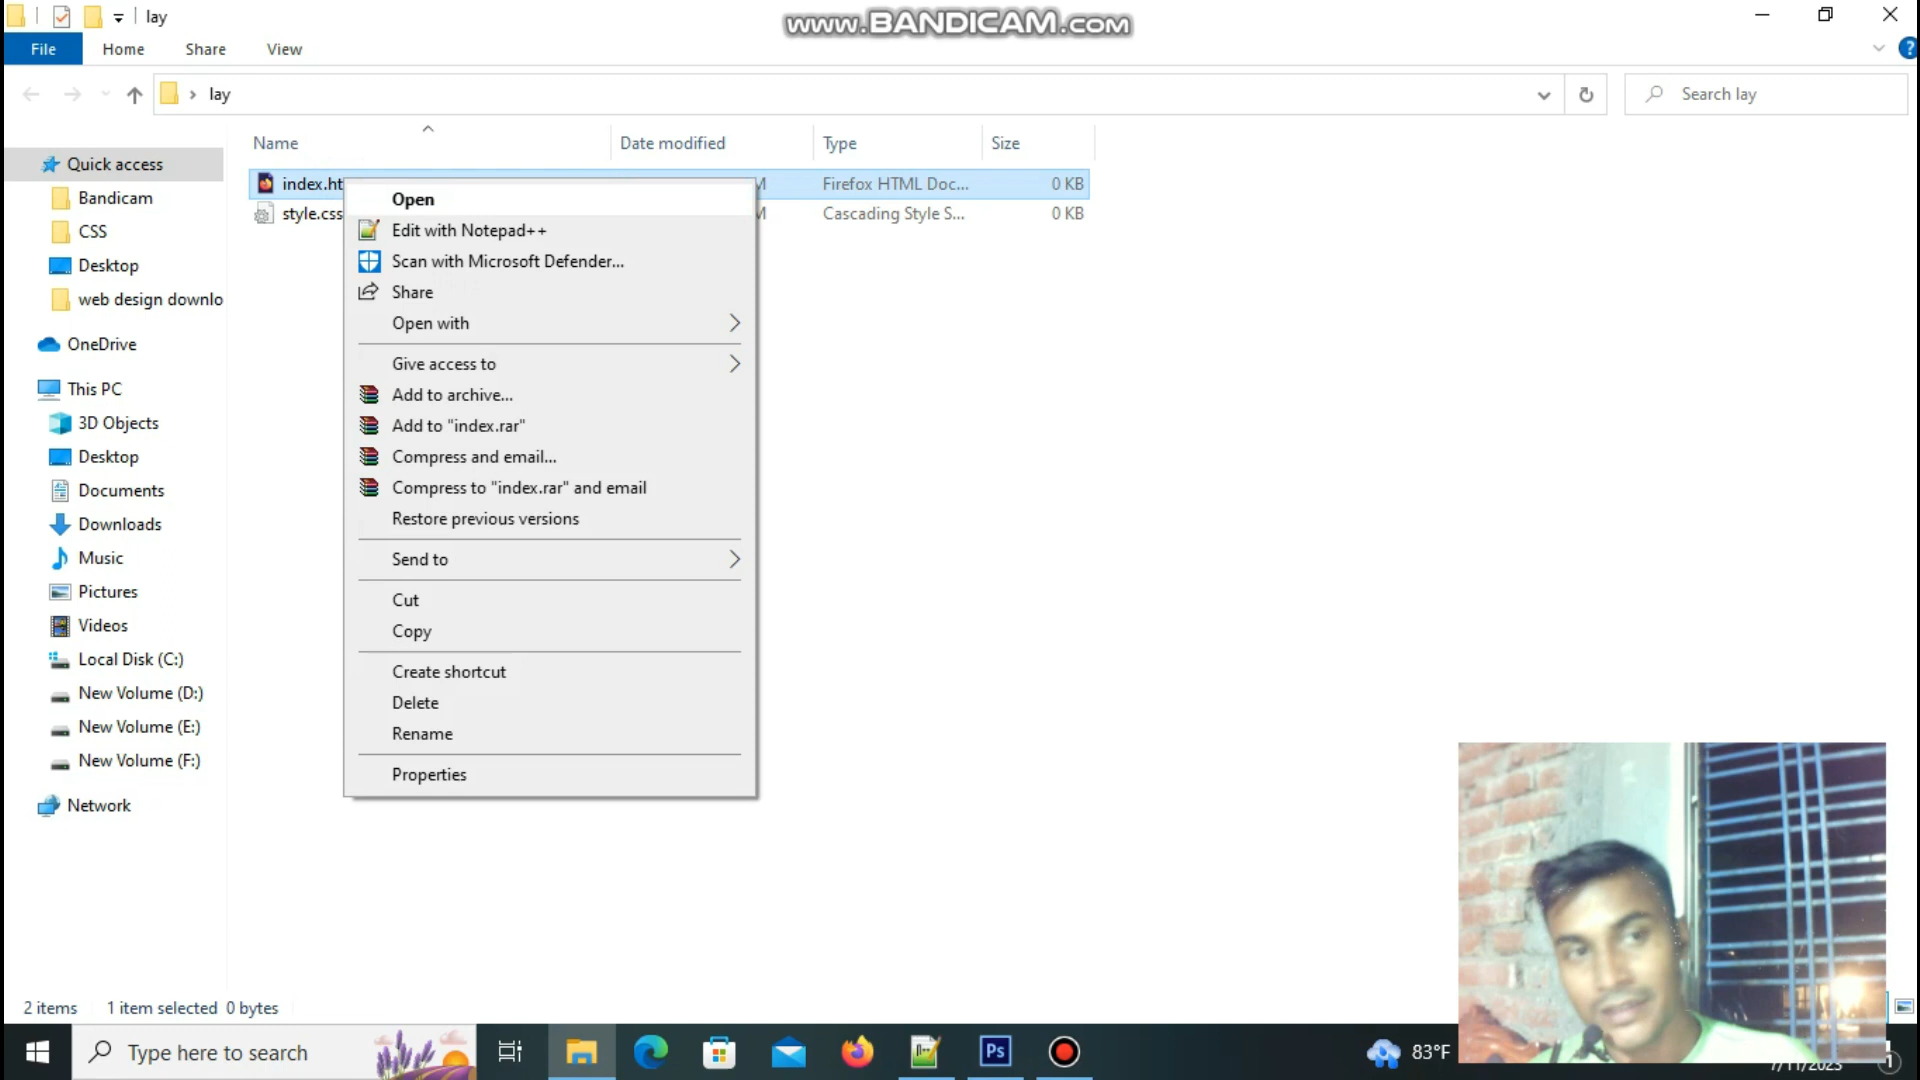 lay
www.BANDICAM.com
File Home Share View
lay
Search lay
Name Date modified Type Size
Quick access
Bandicam
CSS
Desktop
web design downlo
OneDrive
This PC
3D Objects
Desktop
Documents
Downloads
Music
Pictures
Videos
Local Disk (C:)
New Volume (D:)
New Volume (E:)
New Volume (F:)
Network
index.ht M Firefox HTML Doc... 0 KB
style.css M Cascading Style S... 0 KB
Open
Edit with Notepad++
Scan with Microsoft Defender...
Share
Open with
Give access to
Add to archive...
Add to "index.rar"
Compress and email...
Compress to "index.rar" and email
Restore previous versions
Send to
Cut
Copy
Create shortcut
Delete
Rename
Properties
2 items 1 item selected 0 bytes
Type here to search
Ps
83°F
7/11/2023
1